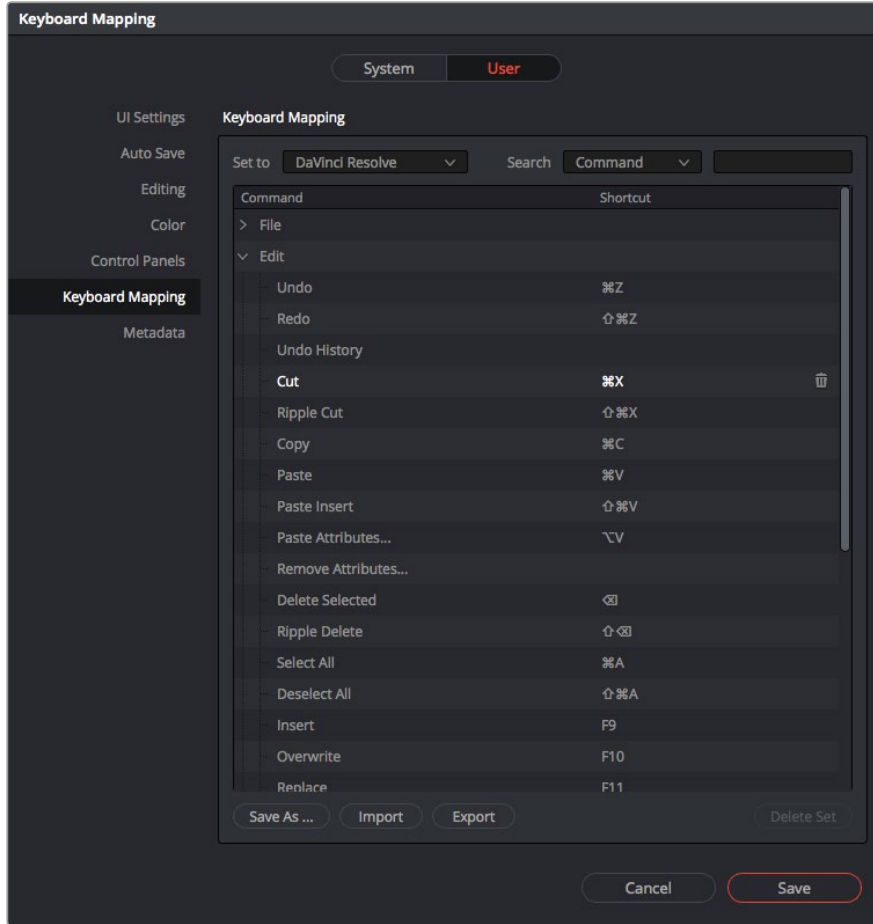 Keyboard Mapping
System User
UI Settings
Auto Save
Editing
Color
Control Panels
Keyboard Mapping
Metadata
Keyboard Mapping
Set to DaVinci Resolve Search Command
Command Shortcut
File
Edit
Undo ⌘Z
Redo ⇧⌘Z
Undo History
Cut ⌘X
Ripple Cut ⇧⌘X
Copy ⌘C
Paste ⌘V
Paste Insert ⇧⌘V
Paste Attributes... ⌥V
Remove Attributes...
Delete Selected ⌫
Ripple Delete ⇧⌫
Select All ⌘A
Deselect All ⇧⌘A
Insert F9
Overwrite F10
Replace F11
Save As ... Import Export Delete Set
Cancel Save